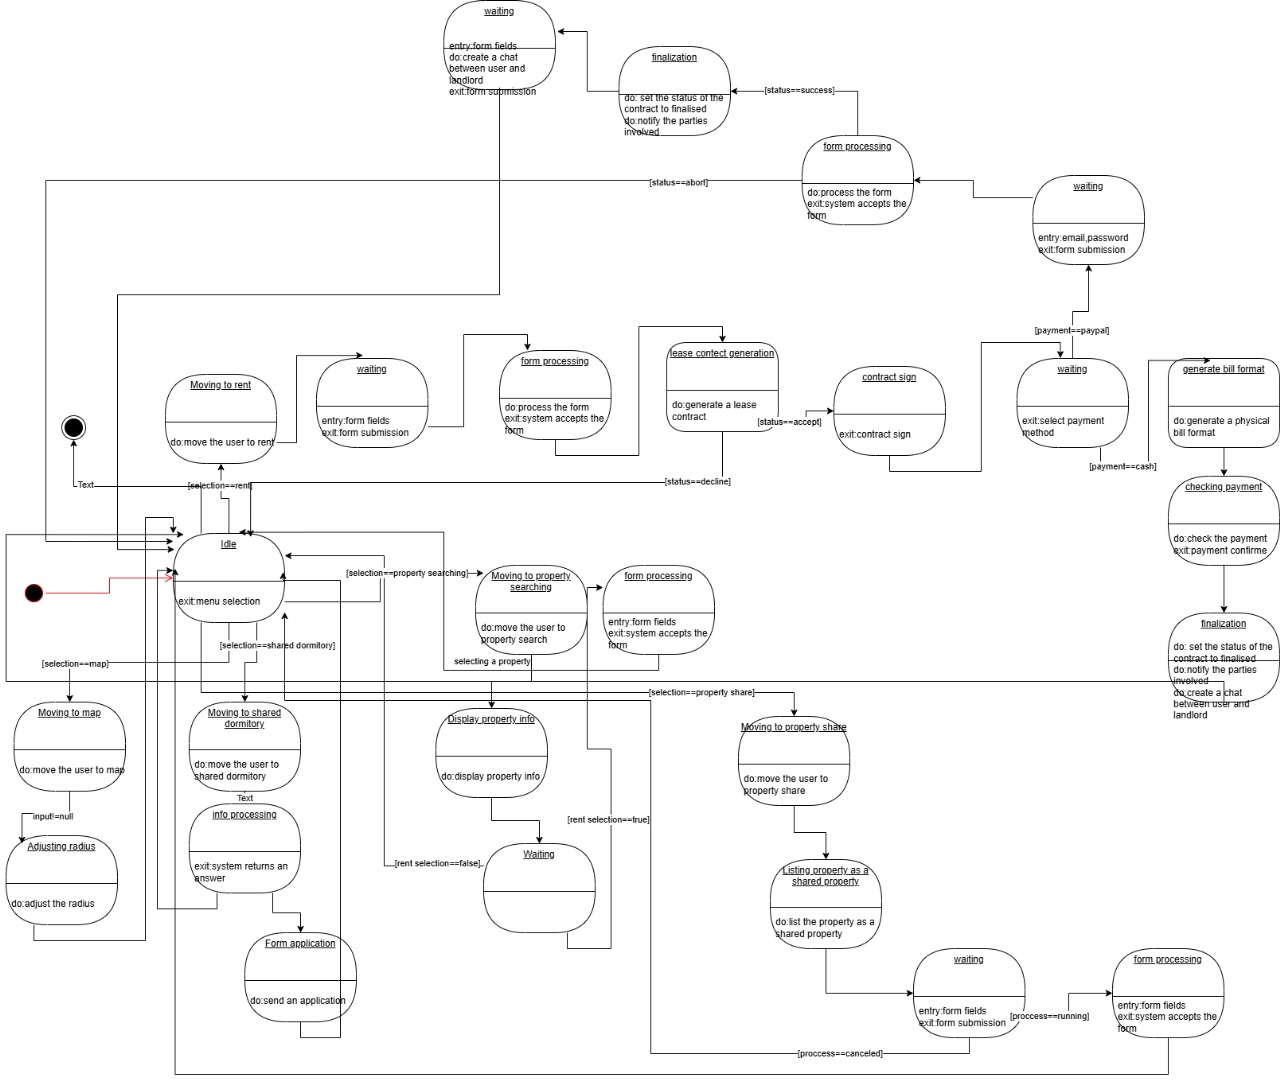 waiting
entry:form fields
do:create a chat
between user and
landlord
exit:form submission
finalization
do: set the status of the
contract to finalised
do:notify the parties
involved
[status==success]
form processing
do:process the form
exit:system accepts the
form
[status==abort]
waiting
entry:email,password
exit:form submission
[payment==paypal]
Moving to rent
do:move the user to rent
waiting
entry:form fields
exit:form submission
form processing
do:process the form
exit:system accepts the
form
lease contect generation
do:generate a lease
contract
[status==accept]
contract sign
exit:contract sign
waiting
exit:select payment
method
[payment==cash]
generate bill format
do:generate a physical
bill format
Text
[selection==rent]
[status==decline]
checking payment
do:check the payment
exit:payment confirme
Idle
exit:menu selection
[selection==property searching]
Moving to property
searching
do:move the user to
property search
form processing
entry:form fields
exit:system accepts the
form
finalization
do: set the status of the
contract to finalised
do:notify the parties
involved
do:create a chat
between user and
landlord
[selection==shared dormitory]
[selection==map]
selecting a property
[selection==property share]
Moving to map
do:move the user to map
Moving to shared
dormitory
do:move the user to
shared dormitory
Display property info
do:display property info
Moving to property share
do:move the user to
property share
Text
input!=null
info processing
exit:system returns an
answer
[rent selection==true]
Adjusting radius
do:adjust the radius
[rent selection==false]
Waiting
Listing property as a
shared property
do:list the property as a
shared property
Form application
do:send an application
waiting
entry:form fields
exit:form submission
[proccess==running]
form processing
entry:form fields
exit:system accepts the
form
[proccess==canceled]